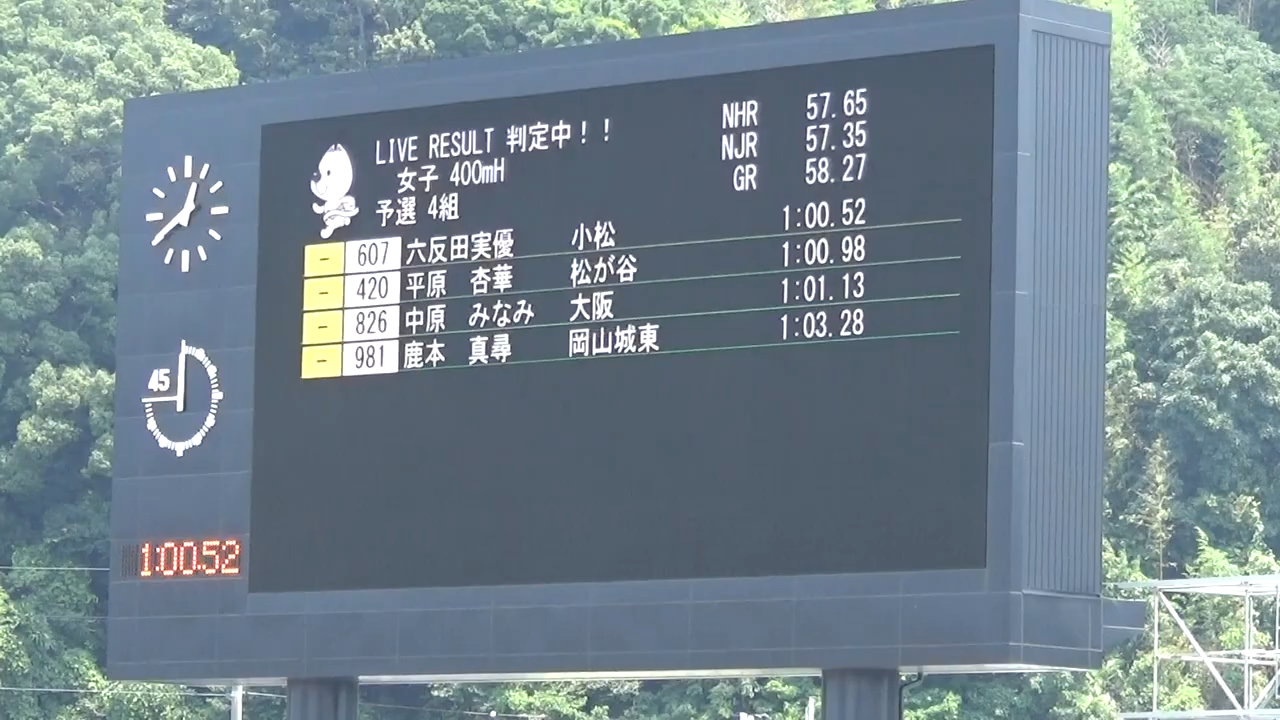 LIVE RESULT 判定中！！ NHR 57.65
女子 400mH NJR 57.35
予選 4組 GR 58.27
- 607 六反田実優 小松 1:00.52
- 420 平原 杏華 松が谷 1:00.98
- 826 中原 みなみ 大阪 1:01.13
- 981 鹿本 真尋 岡山城東 1:03.28
45
1:00.52